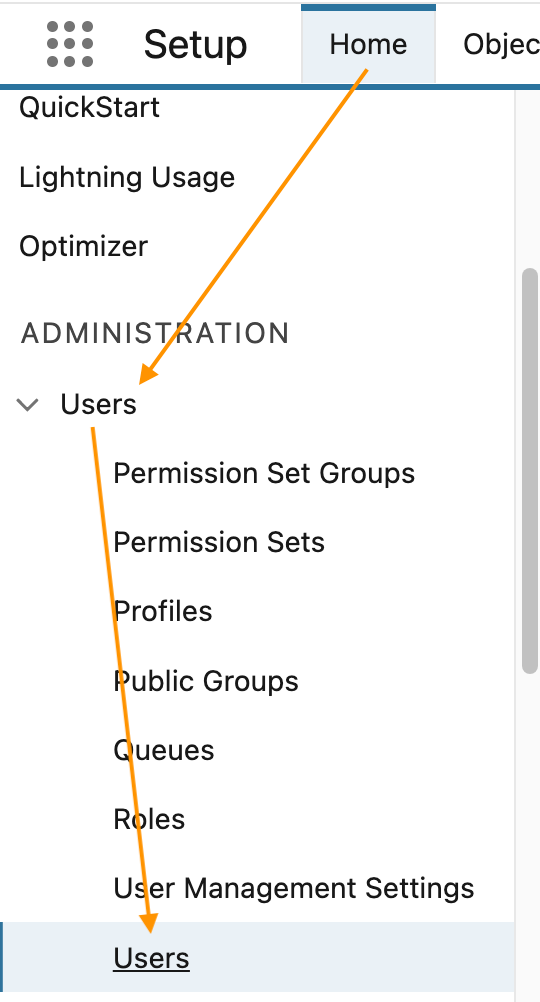 Setup Home Objec
QuickStart
Lightning Usage
Optimizer
ADMINISTRATION
Users
Permission Set Groups
Permission Sets
Profiles
Public Groups
Queues
Roles
User Management Settings
Users